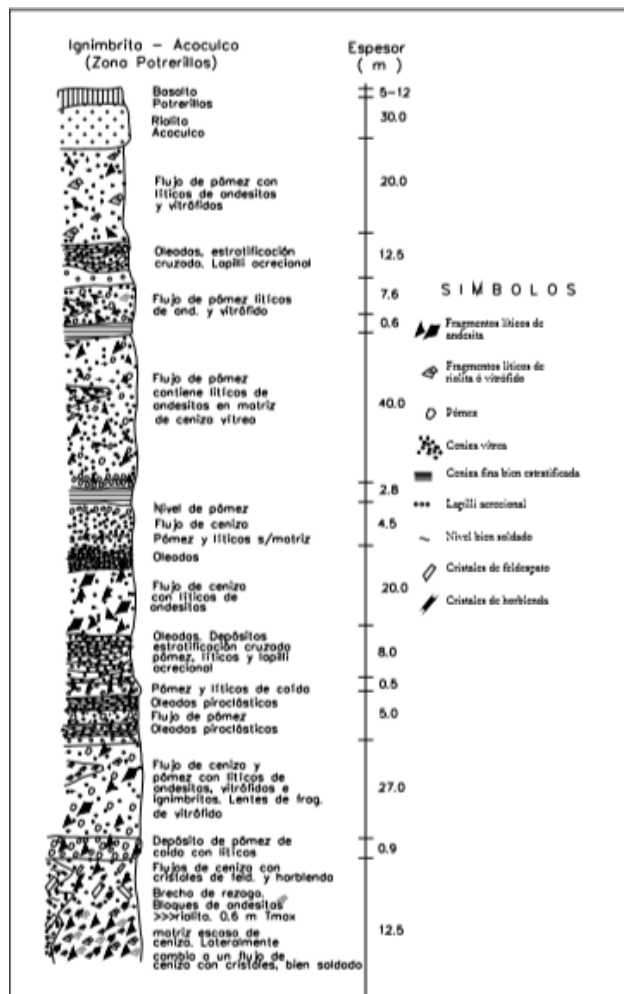 Ignimbrita - Acoculco
(Zona Potrerillos)
Espesor
( m )
Basalto
Potrerillos
5-12
Riolita
Acoculco
30.0
Flujo de pómez con
líticos de andesitas
y vitrófidos
20.0
Oleadas, estratificación
cruzada. Lapilli acrecional
12.5
Flujo de pómez líticos
de and. y vitrófido
7.6
0.6
Flujo de pómez
contiene líticos de
andesitas en matriz
de ceniza vítrea
40.0
2.8
Nivel de pómez
Flujo de ceniza
Pómez y líticos s/matriz
4.5
Oleadas
Flujo de ceniza
con líticos de
andesitas
20.0
Oleadas. Depósitos
estratificación cruzada
pómez, líticos y lapilli
acrecional
8.0
0.5
Pómez y líticos de caída
Oleadas piroclásticos
Flujo de pómez
Oleadas piroclásticos
5.0
Flujo de ceniza y
pómez con líticos de
andesitas, vitrófidos e
ignimbritas. Lentes de frag.
de vitrófido
27.0
Depósito de pómez de
caída con líticos
0.9
Flujos de ceniza con
cristales de feld. y horblenda
Brecha de rezago.
Bloques de andesitas
>>>riolita. 0.6 m Tmax
matriz escasa de
ceniza. Lateralmente
cambia a un flujo de
ceniza con cristales, bien soldado
12.5
SIMBOLOS
Fragmentos líticos de
andesita
Fragmentos líticos de
riolita ó vitrófido
Pómez
Ceniza vítrea
Ceniza fina bien estratificada
Lapilli acrecional
Nivel bien soldado
Cristales de feldespato
Cristales de horblenda